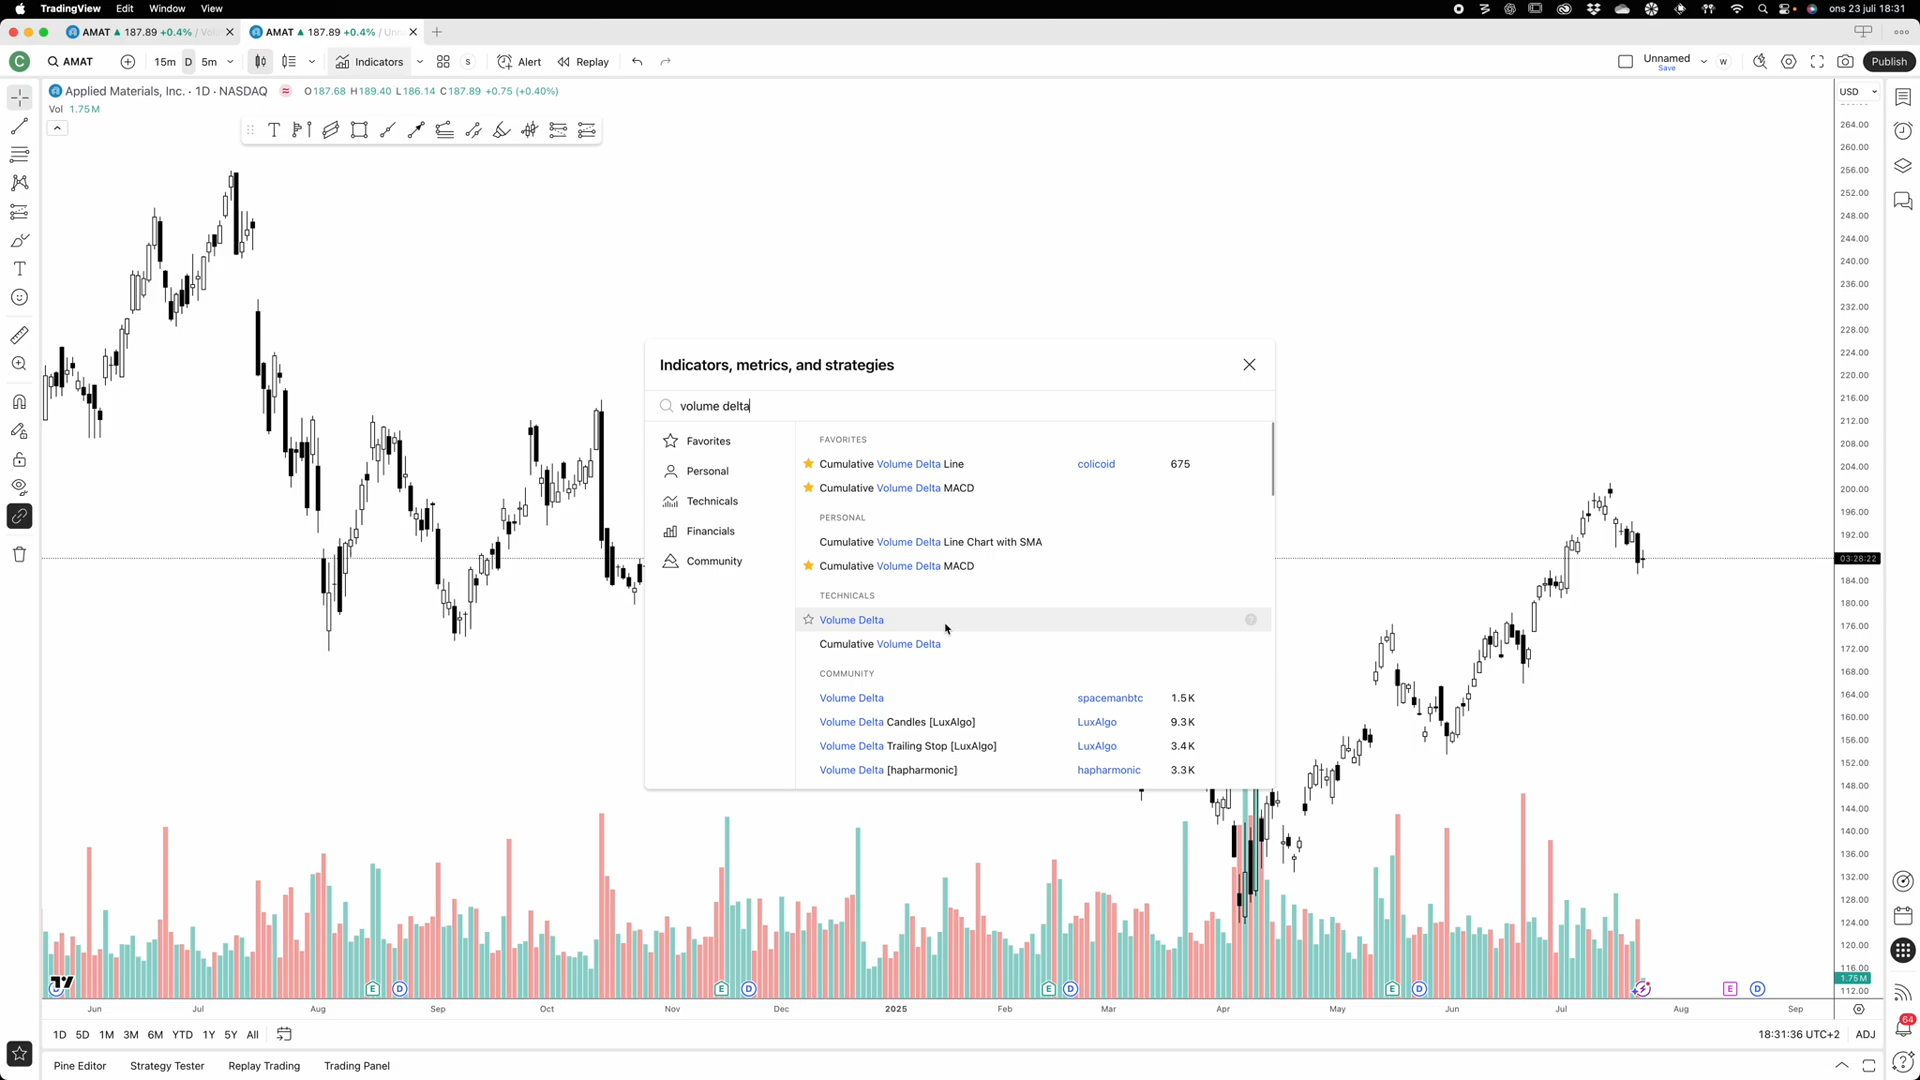 TradingView Edit Window View
ons 23 juli 18:31
AMAT ▲ 187.89 +0.4% / Volu
AMAT ▲ 187.89 +0.4% / Unna
C
AMAT
15m D 5m
Indicators
S
Alert
Replay
Unnamed
Save
W
Publish
Applied Materials, Inc. · 1D · NASDAQ
O187.68 H189.40 L186.14 C187.89 +0.75 (+0.40%)
Vol 1.75M
USD
264.00
260.00
256.00
252.00
248.00
244.00
240.00
236.00
232.00
228.00
224.00
220.00
216.00
212.00
208.00
204.00
200.00
196.00
192.00
03:28:22
184.00
180.00
176.00
172.00
168.00
164.00
160.00
156.00
152.00
148.00
144.00
140.00
136.00
132.00
128.00
124.00
120.00
116.00
1.75M
112.00
Indicators, metrics, and strategies
volume delta
Favorites
Personal
Technicals
Financials
Community
FAVORITES
Cumulative Volume Delta Line colicoid 675
Cumulative Volume Delta MACD
PERSONAL
Cumulative Volume Delta Line Chart with SMA
Cumulative Volume Delta MACD
TECHNICALS
Volume Delta
Cumulative Volume Delta
COMMUNITY
Volume Delta spacemanbtc 1.5K
Volume Delta Candles [LuxAlgo] LuxAlgo 9.3K
Volume Delta Trailing Stop [LuxAlgo] LuxAlgo 3.4K
Volume Delta [hapharmonic] hapharmonic 3.3K
E D E D E D E D E D
Jun Jul Aug Sep Oct Nov Dec 2025 Feb Mar Apr May Jun Jul Aug Sep
1D 5D 1M 3M 6M YTD 1Y 5Y All
18:31:36 UTC+2 ADJ
64
Pine Editor Strategy Tester Replay Trading Trading Panel